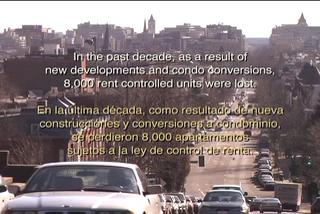 In the past decade, as a result of
new developments and condo conversions,
8,000 rent controlled units were lost.
En la última década, como resultado de nueva
construcciones y conversiones a condominio,
se perdieron 8,000 apartamentos
sujetos a la ley de control de renta.